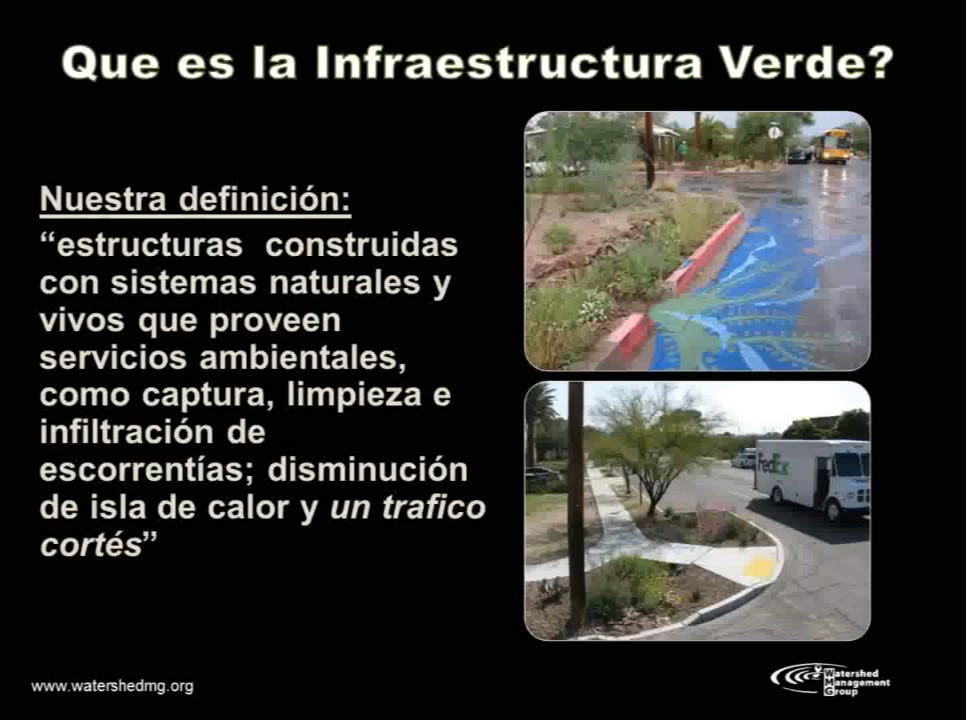 Que es la Infraestructura Verde?
Nuestra definición:
“estructuras construidas
con sistemas naturales y
vivos que proveen
servicios ambientales,
como captura, limpieza e
infiltración de
escorrentías; disminución
de isla de calor y un trafico
cortés”
FedEx
www.watershedmg.org
Watershed
Management
Group